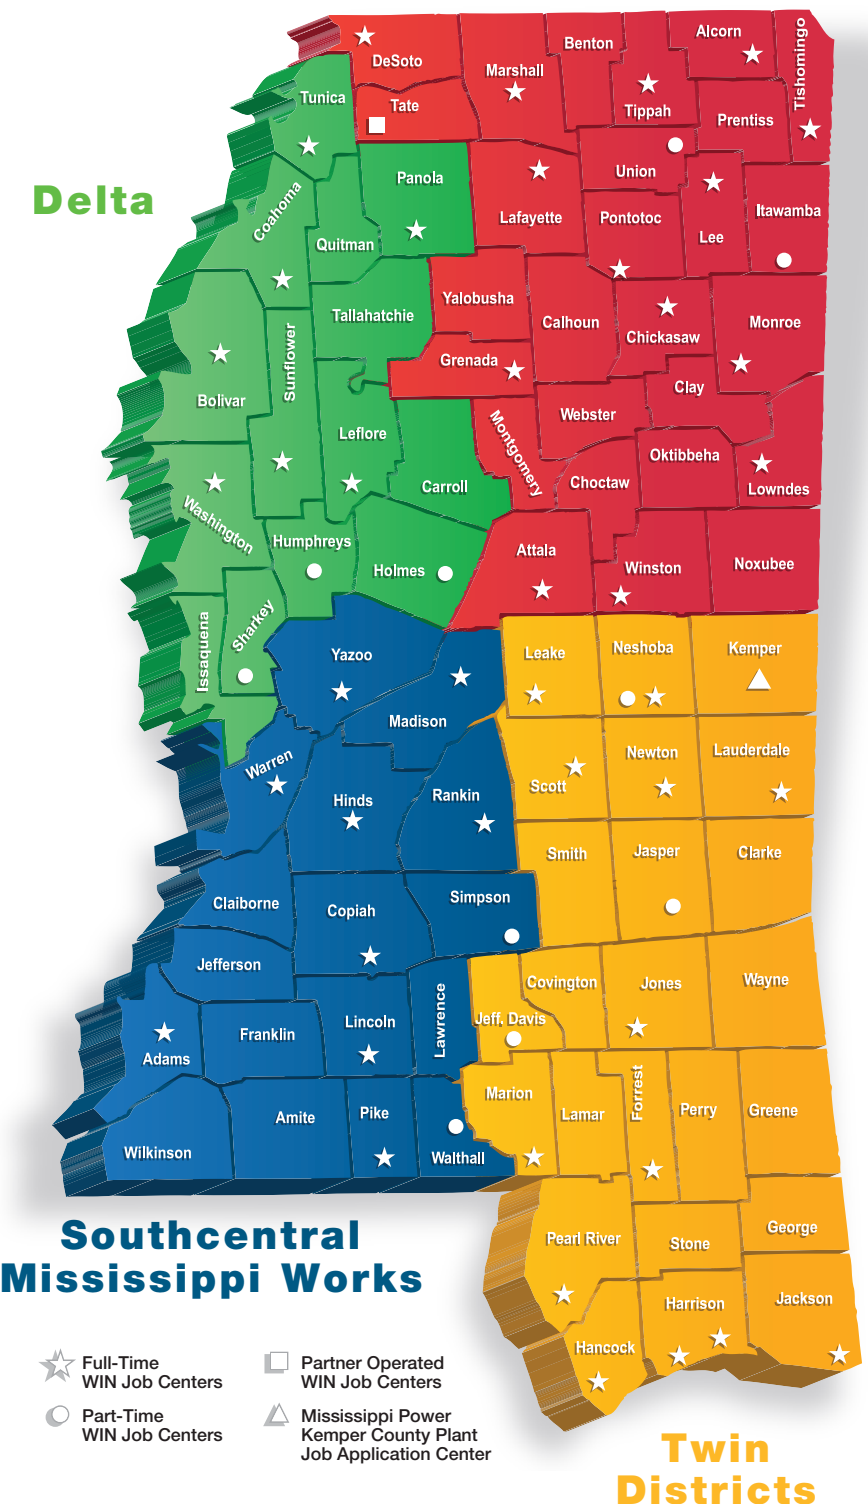 Alcorn
Tishomingo
Benton
DeSoto
Marshall
Tippah
Tunica
Tate
Prentiss
Union
Panola
Delta
Coahoma
Lafayette
Pontotoc
Itawamba
Lee
Quitman
Yalobusha
Tallahatchie
Calhoun
Chickasaw
Monroe
Sunflower
Grenada
Clay
Bolivar
Webster
Leflore
Montgomery
Oktibbeha
Choctaw
Carroll
Lowndes
Washington
Humphreys
Attala
Holmes
Winston
Noxubee
Issaquena
Sharkey
Yazoo
Leake
Neshoba
Kemper
Madison
Warren
Newton
Lauderdale
Scott
Hinds
Rankin
Smith
Jasper
Clarke
Claiborne
Copiah
Simpson
Jefferson
Covington
Jones
Wayne
Lawrence
Jeff. Davis
Lincoln
Franklin
Adams
Marion
Forrest
Lamar
Perry
Greene
Amite
Pike
Wilkinson
Walthall
Southcentral
Mississippi Works
Pearl River
Stone
George
Harrison
Jackson
Hancock
Full-Time
WIN Job Centers
Partner Operated
WIN Job Centers
Part-Time
WIN Job Centers
Mississippi Power
Kemper County Plant
Job Application Center
Twin
Districts